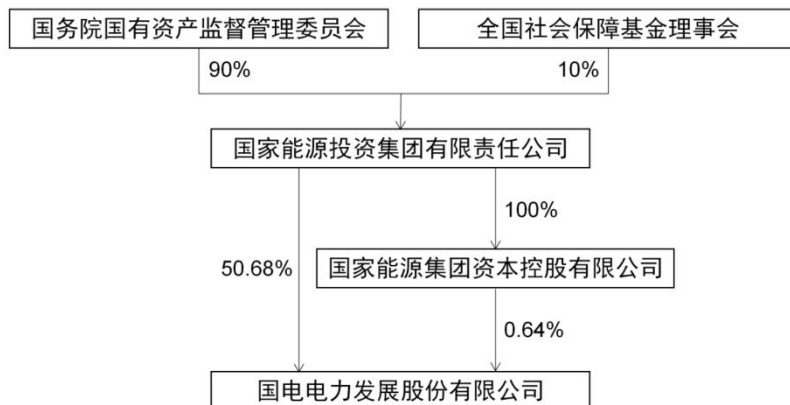 国务院国有资产监督管理委员会
全国社会保障基金理事会
90%
10%
国家能源投资集团有限责任公司
100%
50.68%
国家能源集团资本控股有限公司
0.64%
国电电力发展股份有限公司